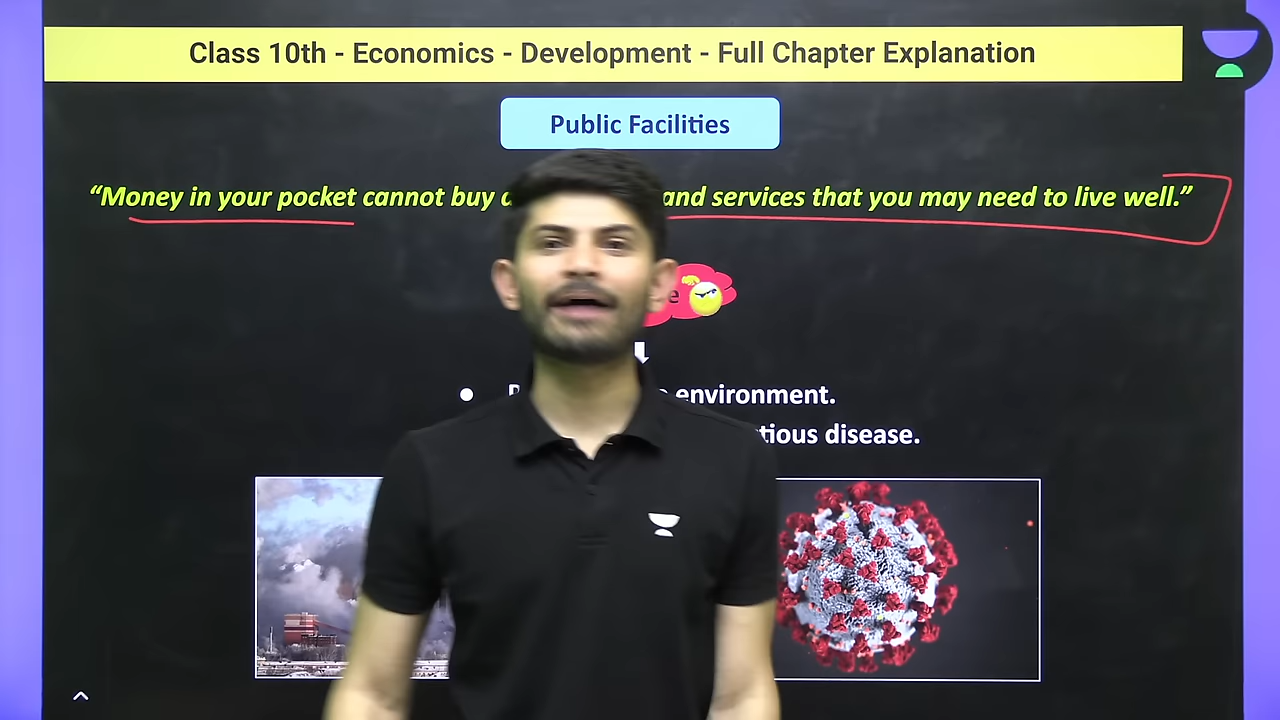 Class 10th - Economics - Development - Full Chapter Explanation
Public Facilities
“Money in your pocket cannot buy and services that you may need to live well.”
environment.
disease.